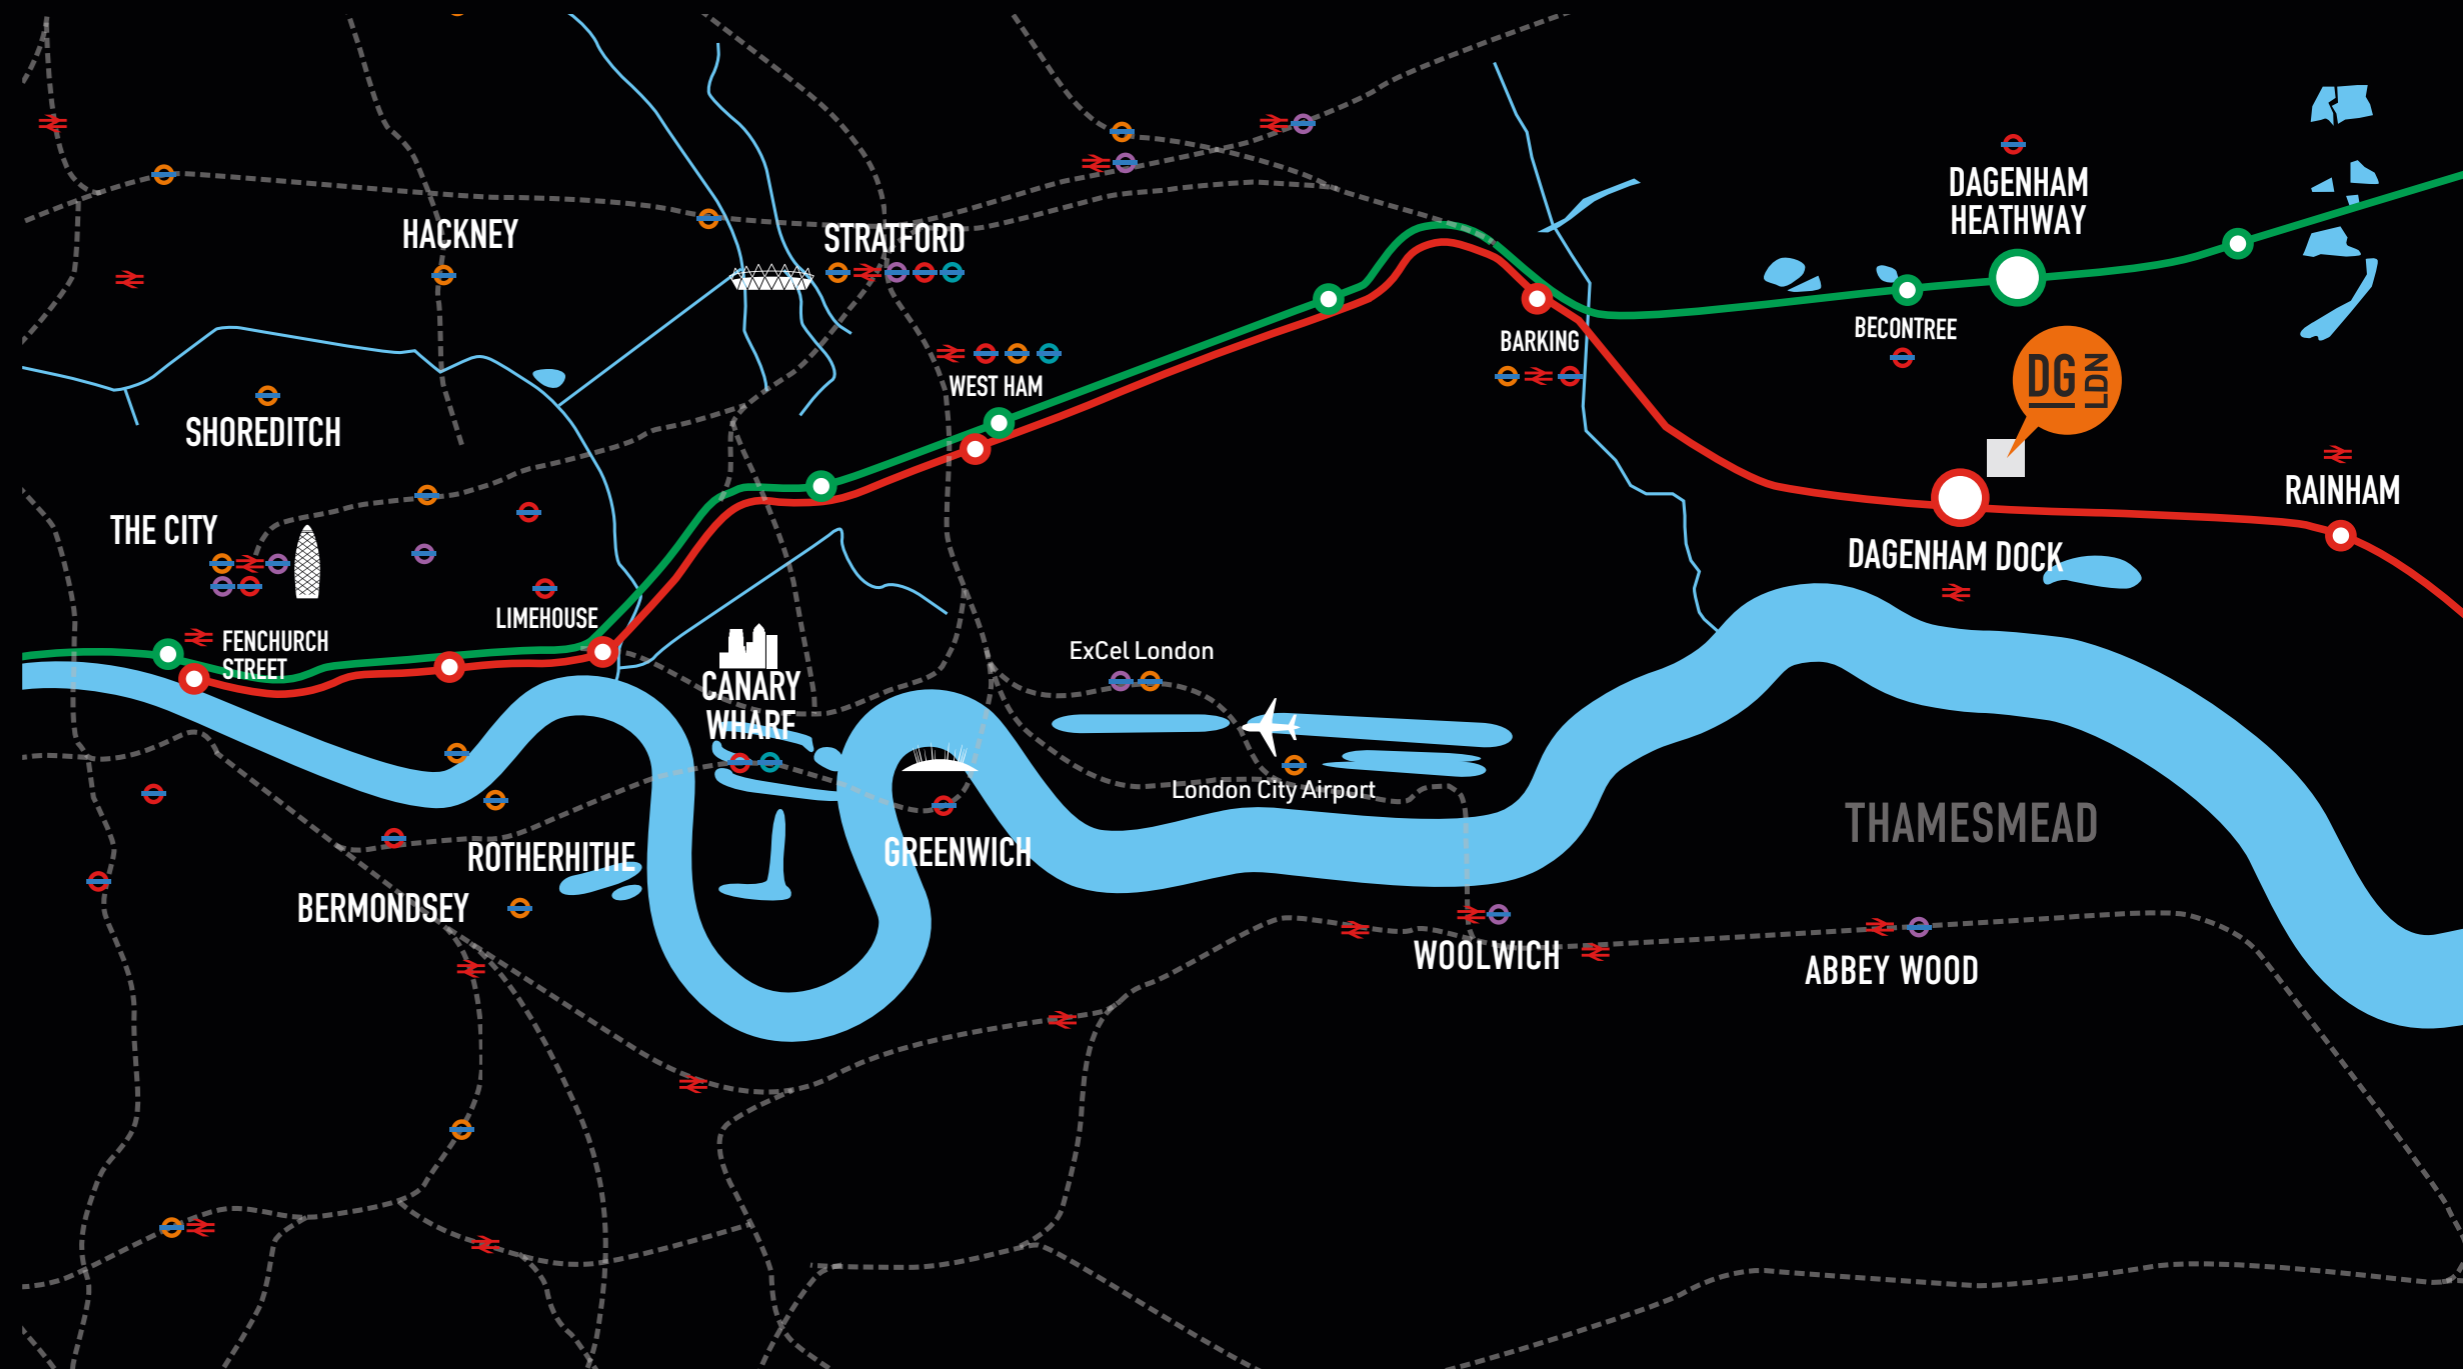 DAGENHAM
HEATHWAY
HACKNEY
STRATFORD
BECONTREE
BARKING
DG
LDN
WEST HAM
SHOREDITCH
RAINHAM
THE CITY
DAGENHAM DOCK
LIMEHOUSE
FENCHURCH
STREET
ExCel London
CANARY
WHARF
London City Airport
THAMESMEAD
GREENWICH
ROTHERHITHE
BERMONDSEY
WOOLWICH
ABBEY WOOD